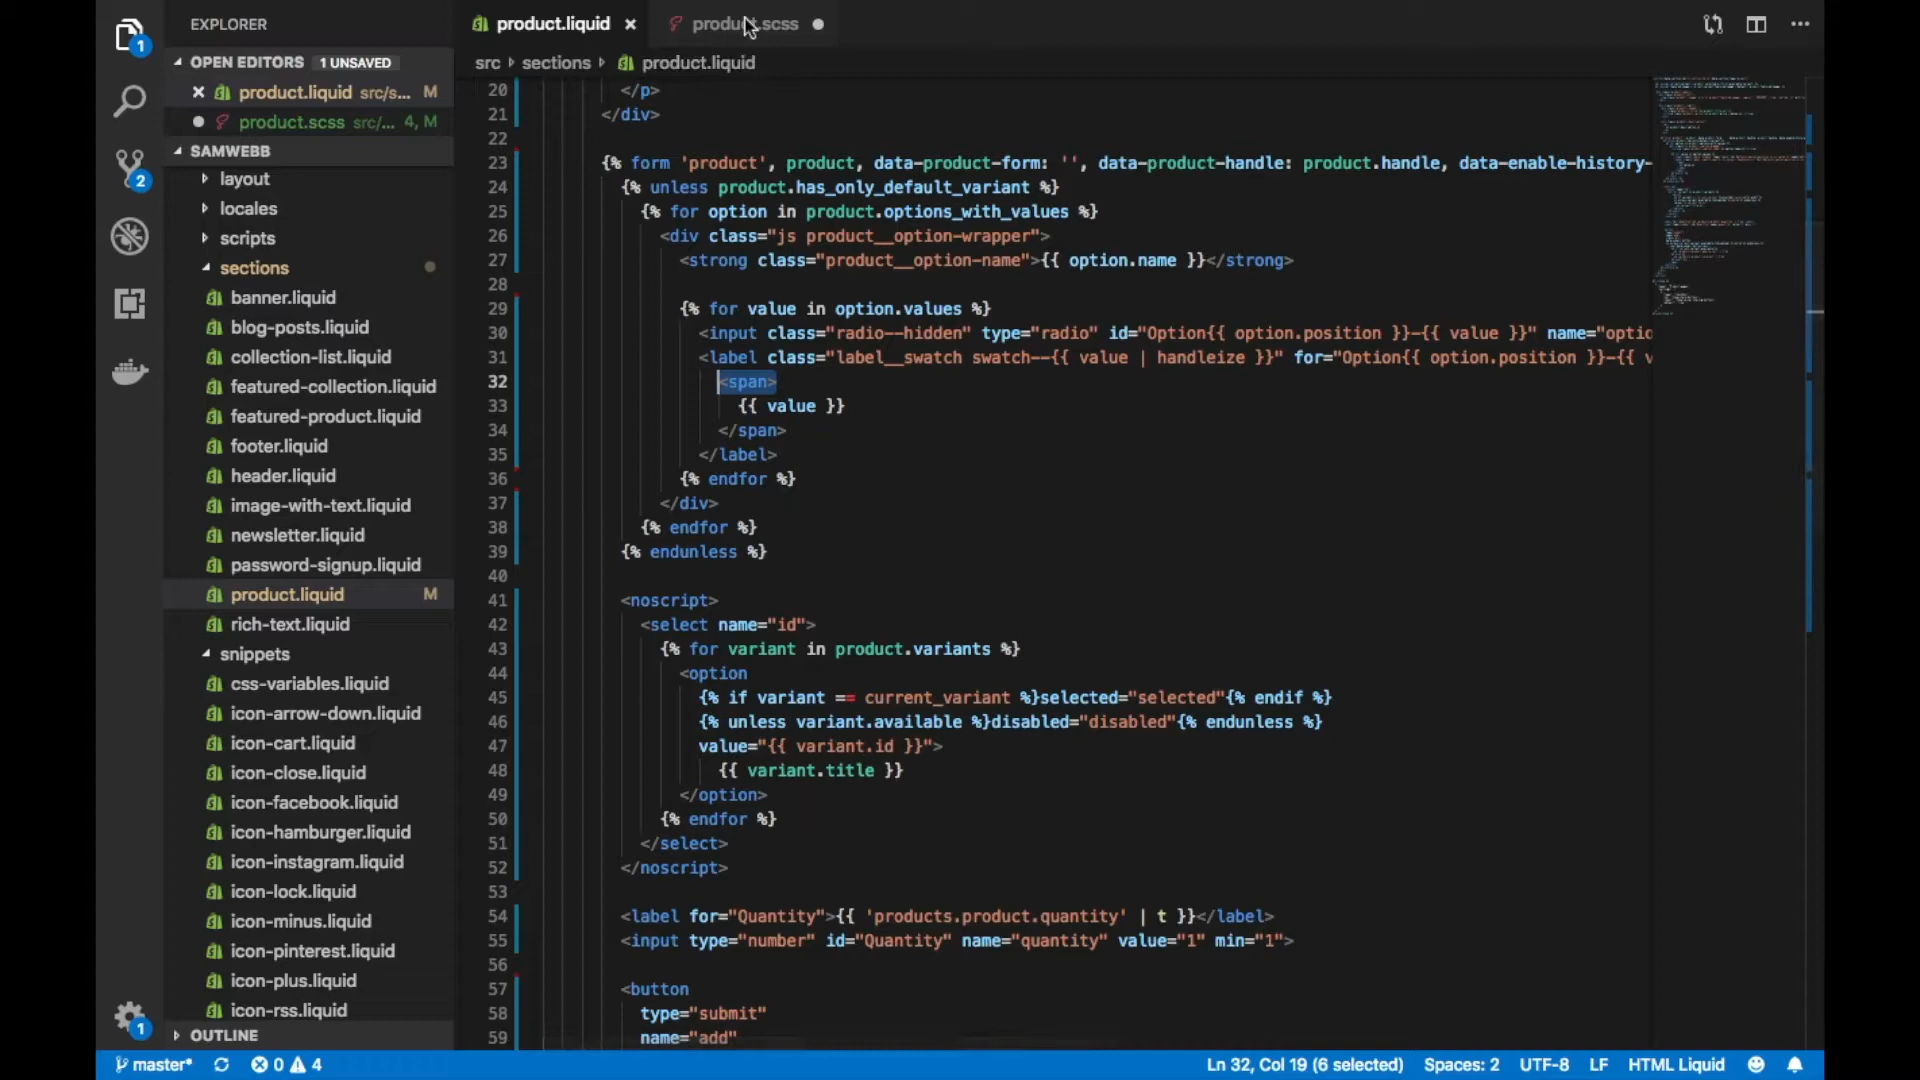 EXPLORER
OPEN EDITORS 1 UNSAVED
product.liquid src/s... M
product.scss src/... 4, M
SAMWEBB
layout
locales
scripts
sections
banner.liquid
blog-posts.liquid
collection-list.liquid
featured-collection.liquid
featured-product.liquid
footer.liquid
header.liquid
image-with-text.liquid
newsletter.liquid
password-signup.liquid
product.liquid M
rich-text.liquid
snippets
css-variables.liquid
icon-arrow-down.liquid
icon-cart.liquid
icon-close.liquid
icon-facebook.liquid
icon-hamburger.liquid
icon-instagram.liquid
icon-lock.liquid
icon-minus.liquid
icon-pinterest.liquid
icon-plus.liquid
icon-rss.liquid
OUTLINE
1
2
1
product.liquid
product.scss
src sections product.liquid
20 </p>
21 </div>
22
23 {% form 'product', product, data-product-form: '', data-product-handle: product.handle, data-enable-history-
24 {% unless product.has_only_default_variant %}
25 {% for option in product.options_with_values %}
26 <div class="js product__option-wrapper">
27 <strong class="product__option-name">{{ option.name }}</strong>
28
29 {% for value in option.values %}
30 <input class="radio--hidden" type="radio" id="Option{{ option.position }}-{{ value }}" name="optio
31 <label class="label__swatch swatch--{{ value | handleize }}" for="Option{{ option.position }}-{{ v
32 <span>
33 {{ value }}
34 </span>
35 </label>
36 {% endfor %}
37 </div>
38 {% endfor %}
39 {% endunless %}
40
41 <noscript>
42 <select name="id">
43 {% for variant in product.variants %}
44 <option
45 {% if variant == current_variant %}selected="selected"{% endif %}
46 {% unless variant.available %}disabled="disabled"{% endunless %}
47 value="{{ variant.id }}">
48 {{ variant.title }}
49 </option>
50 {% endfor %}
51 </select>
52 </noscript>
53
54 <label for="Quantity">{{ 'products.product.quantity' | t }}</label>
55 <input type="number" id="Quantity" name="quantity" value="1" min="1">
56
57 <button
58 type="submit"
59 name="add"
master* 0 4 Ln 32, Col 19 (6 selected) Spaces: 2 UTF-8 LF HTML Liquid